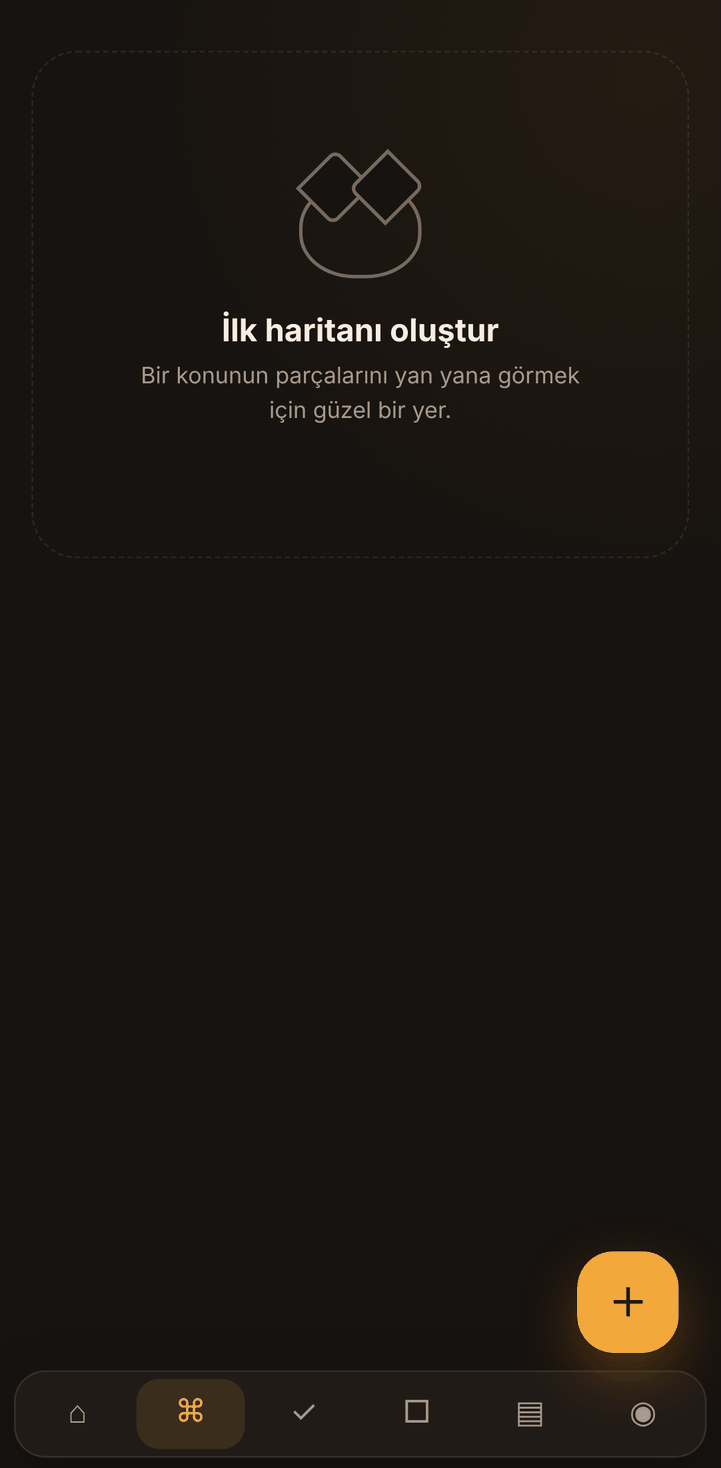 İlk haritanı oluştur
Bir konunun parçalarını yan yana görmek
için güzel bir yer.